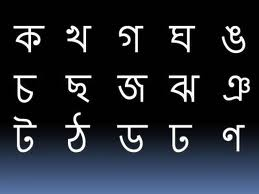 ক খ গ ঘ ঙ
চ ছ জ ঝ ঞ
ট ঠ ড ঢ ণ